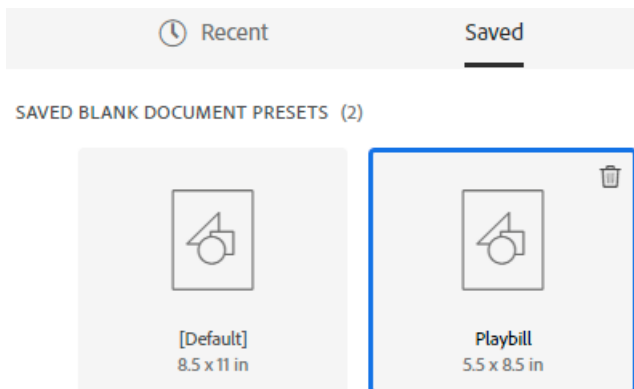 Recent Saved
SAVED BLANK DOCUMENT PRESETS (2)
[Default] Playbill
8.5 x 11 in 5.5 x 8.5 in